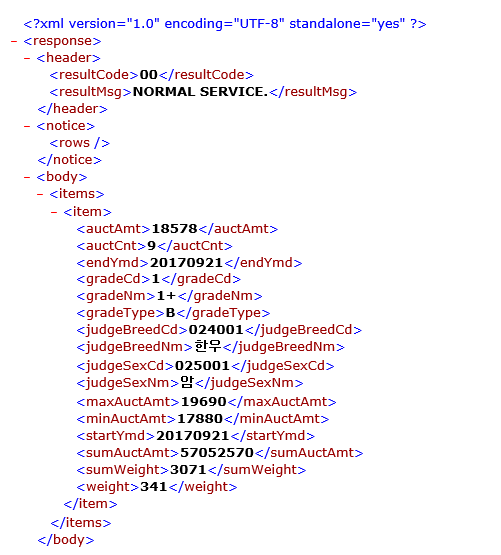 <?xml version="1.0" encoding="UTF-8" standalone="yes" ?>
- <response>
- <header>
<resultCode>00</resultCode>
<resultMsg>NORMAL SERVICE.</resultMsg>
</header>
- <notice>
<rows />
</notice>
- <body>
- <items>
- <item>
<auctAmt>18578</auctAmt>
<auctCnt>9</auctCnt>
<endYmd>20170921</endYmd>
<gradeCd>1</gradeCd>
<gradeNm>1+</gradeNm>
<gradeType>B</gradeType>
<judgeBreedCd>024001</judgeBreedCd>
<judgeBreedNm>한우</judgeBreedNm>
<judgeSexCd>025001</judgeSexCd>
<judgeSexNm>암</judgeSexNm>
<maxAuctAmt>19690</maxAuctAmt>
<minAuctAmt>17880</minAuctAmt>
<startYmd>20170921</startYmd>
<sumAuctAmt>57052570</sumAuctAmt>
<sumWeight>3071</sumWeight>
<weight>341</weight>
</item>
</items>
</body>